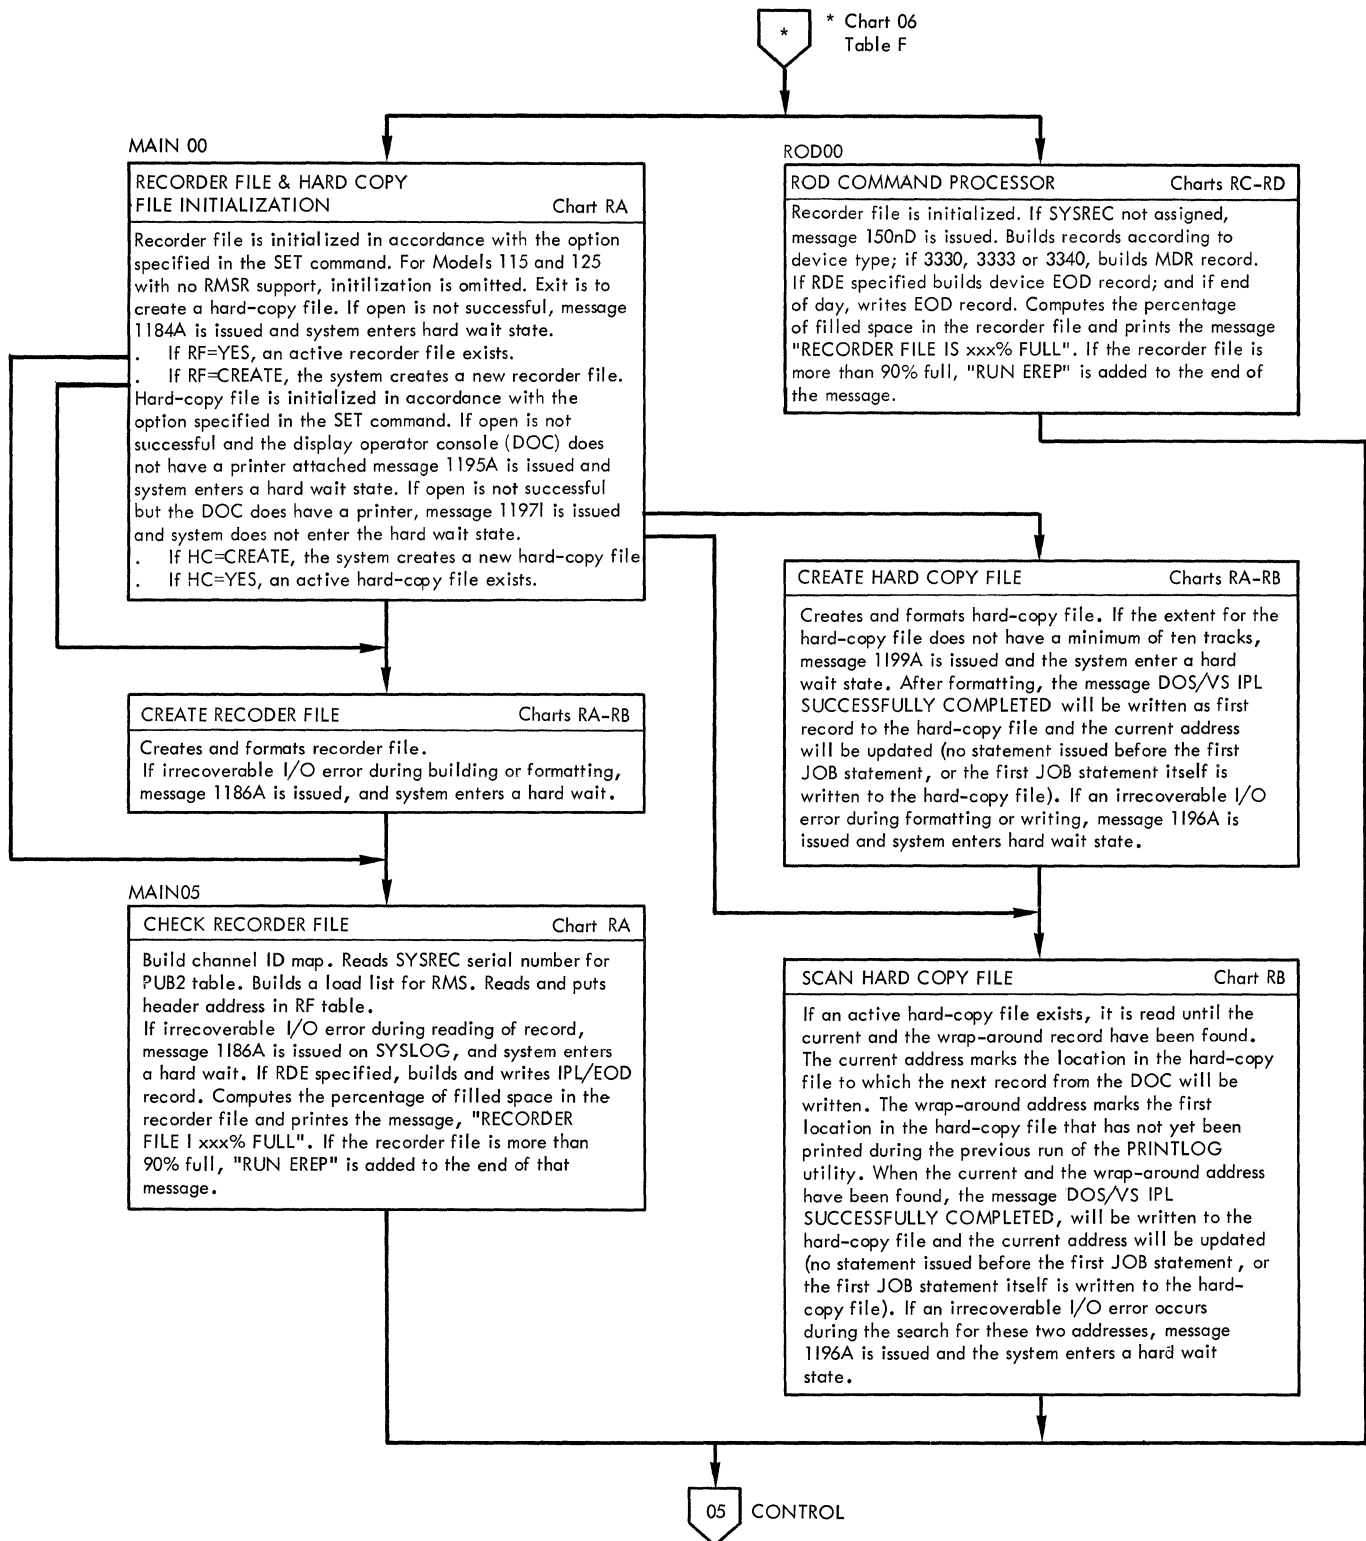 *
* Chart 06
Table F
MAIN 00
RECORDER FILE & HARD COPY
FILE INITIALIZATION Chart RA
Recorder file is initialized in accordance with the option
specified in the SET command. For Models 115 and 125
with no RMSR support, initilization is omitted. Exit is to
create a hard-copy file. If open is not successful, message
1I84A is issued and system enters hard wait state.
. If RF=YES, an active recorder file exists.
. If RF=CREATE, the system creates a new recorder file.
Hard-copy file is initialized in accordance with the
option specified in the SET command. If open is not
successful and the display operator console (DOC) does
not have a printer attached message 1I95A is issued and
system enters a hard wait state. If open is not successful
but the DOC does have a printer, message 1I97I is issued
and system does not enter the hard wait state.
. If HC=CREATE, the system creates a new hard-copy file
. If HC=YES, an active hard-copy file exists.
ROD00
ROD COMMAND PROCESSOR Charts RC-RD
Recorder file is initialized. If SYSREC not assigned,
message 150nD is issued. Builds records according to
device type; if 3330, 3333 or 3340, builds MDR record.
If RDE specified builds device EOD record; and if end
of day, writes EOD record. Computes the percentage
of filled space in the recorder file and prints the message
"RECORDER FILE IS xxx% FULL". If the recorder file is
more than 90% full, "RUN EREP" is added to the end of
the message.
CREATE RECODER FILE Charts RA-RB
Creates and formats recorder file.
If irrecoverable I/O error during building or formatting,
message 1I86A is issued, and system enters a hard wait.
MAIN05
CHECK RECORDER FILE Chart RA
Build channel ID map. Reads SYSREC serial number for
PUB2 table. Builds a load list for RMS. Reads and puts
header address in RF table.
If irrecoverable I/O error during reading of record,
message 1I86A is issued on SYSLOG, and system enters
a hard wait. If RDE specified, builds and writes IPL/EOD
record. Computes the percentage of filled space in the
recorder file and printes the message, "RECORDER
FILE I xxx% FULL". If the recorder file is more than
90% full, "RUN EREP" is added to the end of that
message.
CREATE HARD COPY FILE Charts RA-RB
Creates and formats hard-copy file. If the extent for the
hard-copy file does not have a minimum of ten tracks,
message 1I99A is issued and the system enter a hard
wait state. After formatting, the message DOS/VS IPL
SUCCESSFULLY COMPLETED will be written as first
record to the hard-copy file and the current address
will be updated (no statement issued before the first
JOB statement, or the first JOB statement itself is
written to the hard-copy file). If an irrecoverable I/O
error during formatting or writing, message 1I96A is
issued and system enters hard wait state.
SCAN HARD COPY FILE Chart RB
If an active hard-copy file exists, it is read until the
current and the wrap-around record have been found.
The current address marks the location in the hard-copy
file to which the next record from the DOC will be
written. The wrap-around address marks the first
location in the hard-copy file that has not yet been
printed during the previous run of the PRINTLOG
utility. When the current and the wrap-around address
have been found, the message DOS/VS IPL
SUCCESSFULLY COMPLETED, will be written to the
hard-copy file and the current address will be updated
(no statement issued before the first JOB statement , or
the first JOB statement itself is written to the hard-
copy file). If an irrecoverable I/O error occurs
during the search for these two addresses, message
1I96A is issued and the system enters a hard wait
state.
05 CONTROL